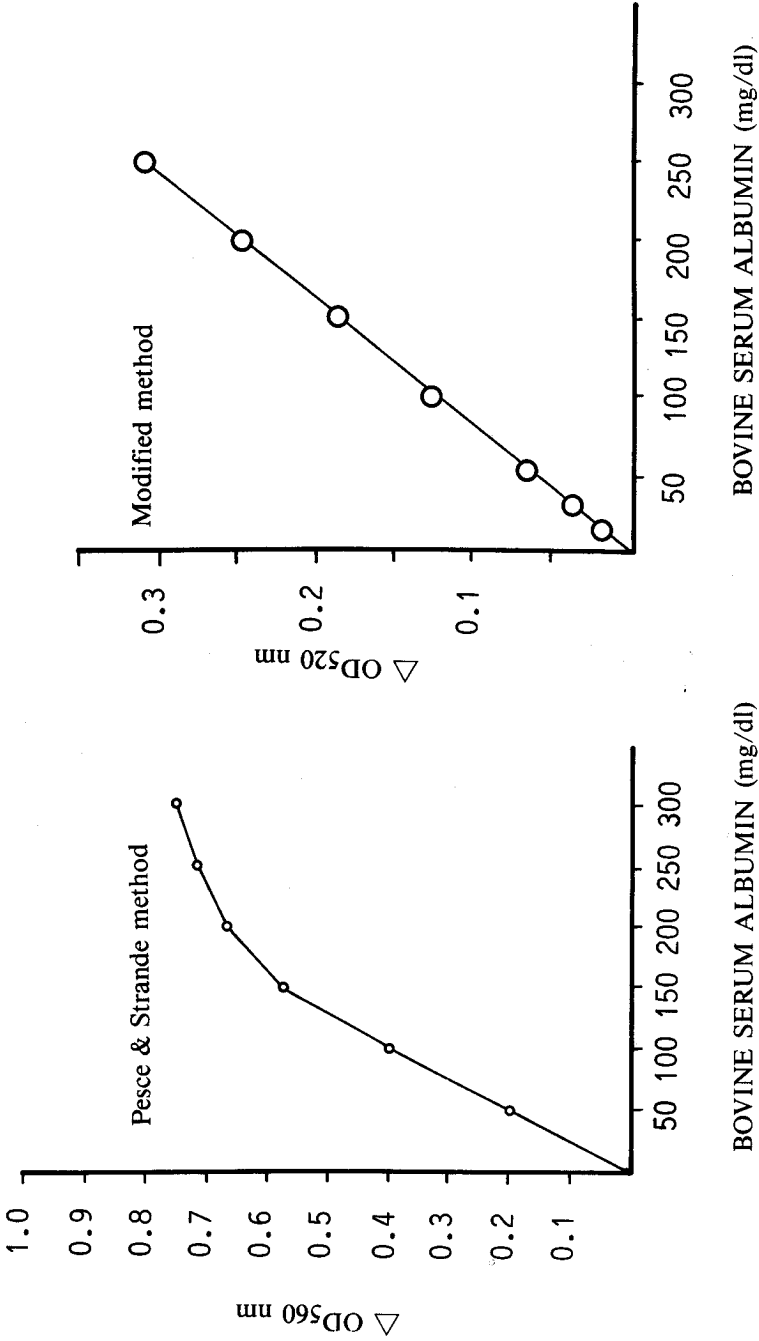 Pesce & Strande method
1.0
0.9
0.8
0.7
0.6
0.5
0.4
0.3
0.2
0.1
△ OD560 nm
50 100 150 200 250 300
BOVINE SERUM ALBUMIN (mg/dl)
Modified method
0.3
0.2
0.1
△ OD520 nm
50 100 150 200 250 300
BOVINE SERUM ALBUMIN (mg/dl)